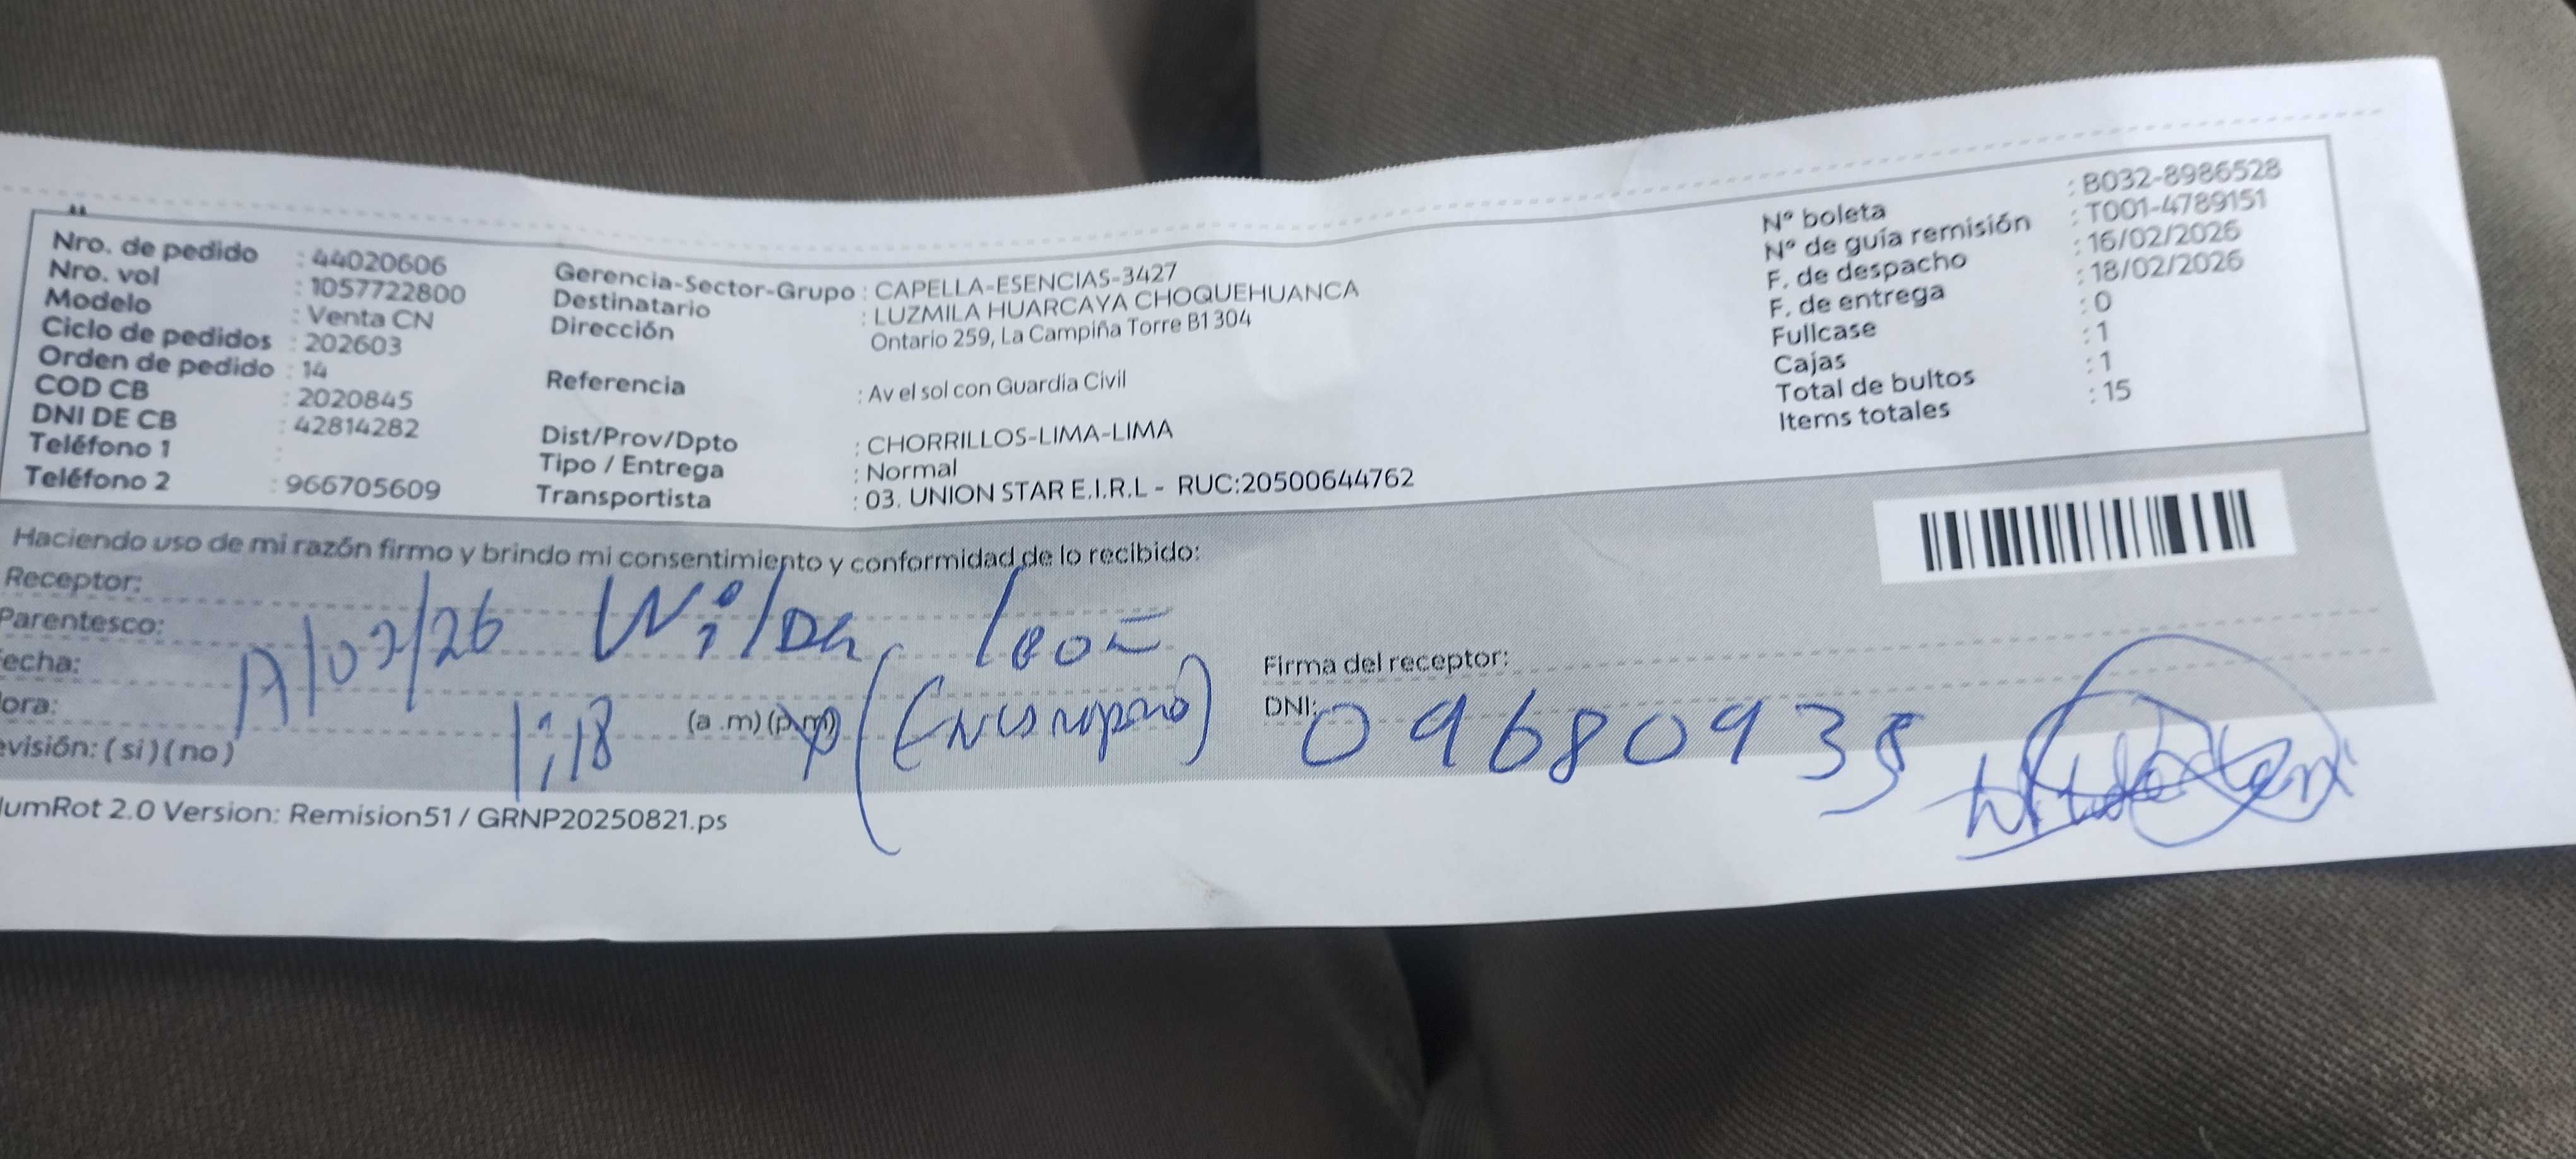 Nro. de pedido : 44020606
Nro. vol : 1057722800
Modelo : Venta CN
Ciclo de pedidos : 202603
Orden de pedido : 14
COD CB : 2020845
DNI DE CB : 42814282
Teléfono 1 :
Teléfono 2 : 966705609
Gerencia-Sector-Grupo : CAPELLA-ESENCIAS-3427
Destinatario : LUZMILA HUARCAYA CHOQUEHUANCA
Dirección Ontario 259, La Campiña Torre B1 304
Referencia : Av el sol con Guardia Civil
Dist/Prov/Dpto : CHORRILLOS-LIMA-LIMA
Tipo / Entrega : Normal
Transportista : 03. UNION STAR E.I.R.L - RUC:20500644762
Nº boleta : B032-8986528
Nº de guía remisión : T001-4789151
F. de despacho : 16/02/2026
F. de entrega : 18/02/2026
Fullcase : 0
Cajas : 1
Total de bultos : 1
Items totales : 15
Haciendo uso de mi razón firmo y brindo mi consentimiento y conformidad de lo recibido:
Receptor: Wilda leon
Parentesco:
echa: /02/26
ora: 1:18 (a .m) (p.m)
Firma del receptor:
DNI: 09680935
evisión: ( si ) ( no )
umRot 2.0 Version: Remision51 / GRNP20250821.ps